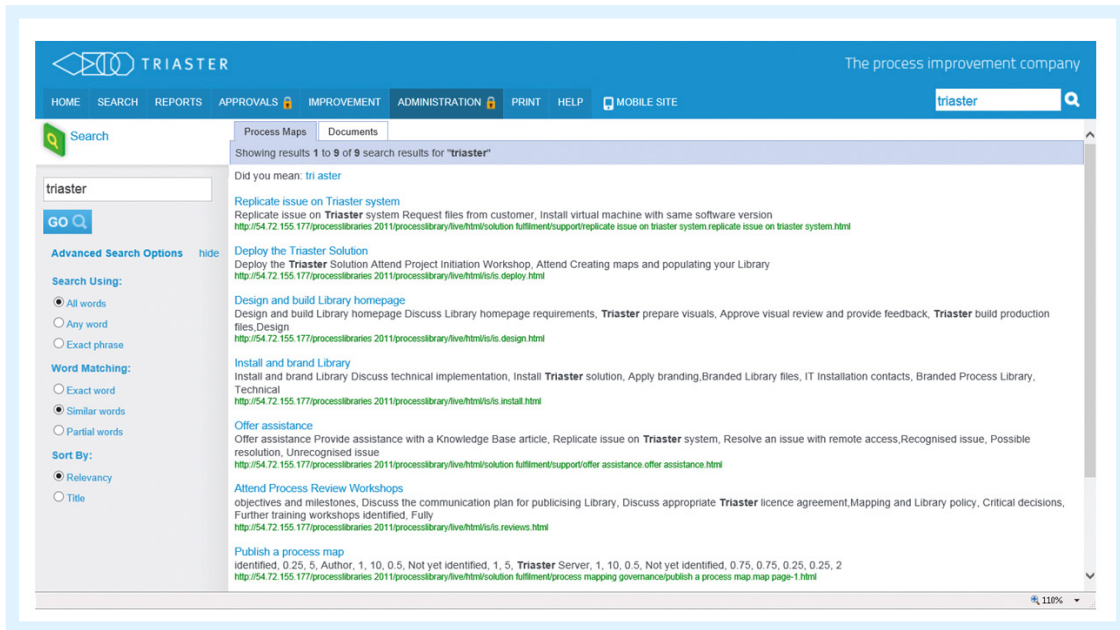 TRIASTER
The process improvement company
HOME SEARCH REPORTS APPROVALS IMPROVEMENT ADMINISTRATION PRINT HELP MOBILE SITE
triaster
Search
triaster
GO
Advanced Search Options hide
Search Using:
All words
Any word
Exact phrase
Word Matching:
Exact word
Similar words
Partial words
Sort By:
Relevancy
Title
Process Maps Documents
Showing results 1 to 9 of 9 search results for "triaster"
Did you mean: tri aster
Replicate issue on Triaster system
Replicate issue on Triaster system Request files from customer, Install virtual machine with same software version
http://54.72.155.177/processlibraries 2011/processlibrary/live/html/solution fulfilment/support/replicate issue on triaster system.replicate issue on triaster system.html
Deploy the Triaster Solution
Deploy the Triaster Solution Attend Project Initiation Workshop, Attend Creating maps and populating your Library
http://54.72.155.177/processlibraries 2011/processlibrary/live/html/is/is.deploy.html
Design and build Library homepage
Design and build Library homepage Discuss Library homepage requirements, Triaster prepare visuals, Approve visual review and provide feedback, Triaster build production
files,Design
http://54.72.155.177/processlibraries 2011/processlibrary/live/html/is/is.design.html
Install and brand Library
Install and brand Library Discuss technical implementation, Install Triaster solution, Apply branding,Branded Library files, IT Installation contacts, Branded Process Library,
Technical
http://54.72.155.177/processlibraries 2011/processlibrary/live/html/is/is.install.html
Offer assistance
Offer assistance Provide assistance with a Knowledge Base article, Replicate issue on Triaster system, Resolve an issue with remote access,Recognised issue, Possible
resolution, Unrecognised issue
http://54.72.155.177/processlibraries 2011/processlibrary/live/html/solution fulfilment/support/offer assistance.offer assistance.html
Attend Process Review Workshops
objectives and milestones, Discuss the communication plan for publicising Library, Discuss appropriate Triaster licence agreement,Mapping and Library policy, Critical decisions,
Further training workshops identified, Fully
http://54.72.155.177/processlibraries 2011/processlibrary/live/html/is/is.reviews.html
Publish a process map
identified, 0.25, 5, Author, 1, 10, 0.5, Not yet identified, 1, 5, Triaster Server, 1, 10, 0.5, Not yet identified, 0.75, 0.75, 0.25, 0.25, 2
http://54.72.155.177/processlibraries 2011/processlibrary/live/html/solution fulfilment/process mapping governance/publish a process map.map page-1.html
110%